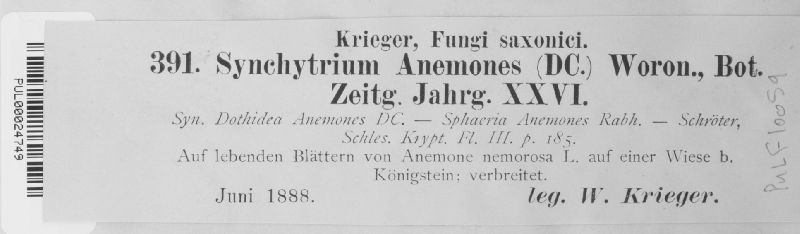 Krieger, Fungi saxonici.
391. Synchytrium Anemones (DC.) Woron., Bot.
Zeitg. Jahrg. XXVI.
Syn. Dothidea Anemones DC. — Sphaeria Anemones Rabh. — Schröter,
Schles. Krypt. Fl. III. p. 185.
Auf lebenden Blättern von Anemone nemorosa L. auf einer Wiese b.
Königstein; verbreitet.
Juni 1888. leg. W. Krieger.
PUL00024749
PULF10059